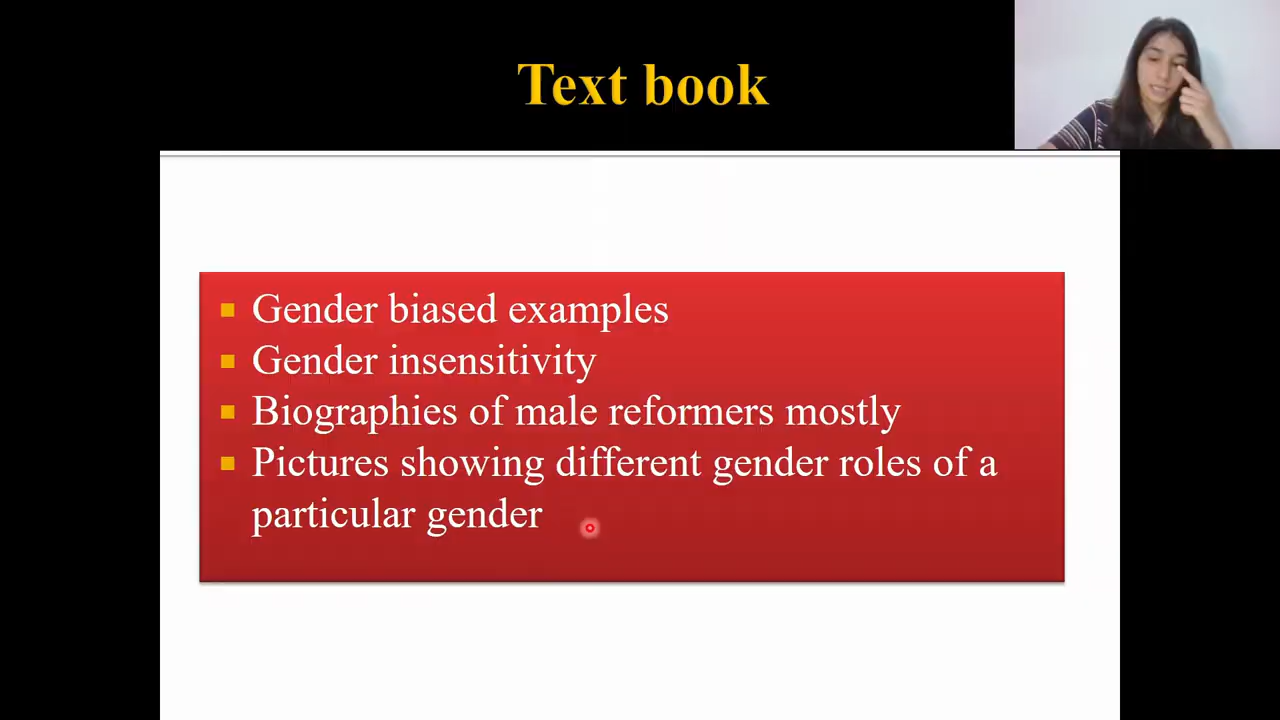 Text book
Gender biased examples
Gender insensitivity
Biographies of male reformers mostly
Pictures showing different gender roles of a
particular gender